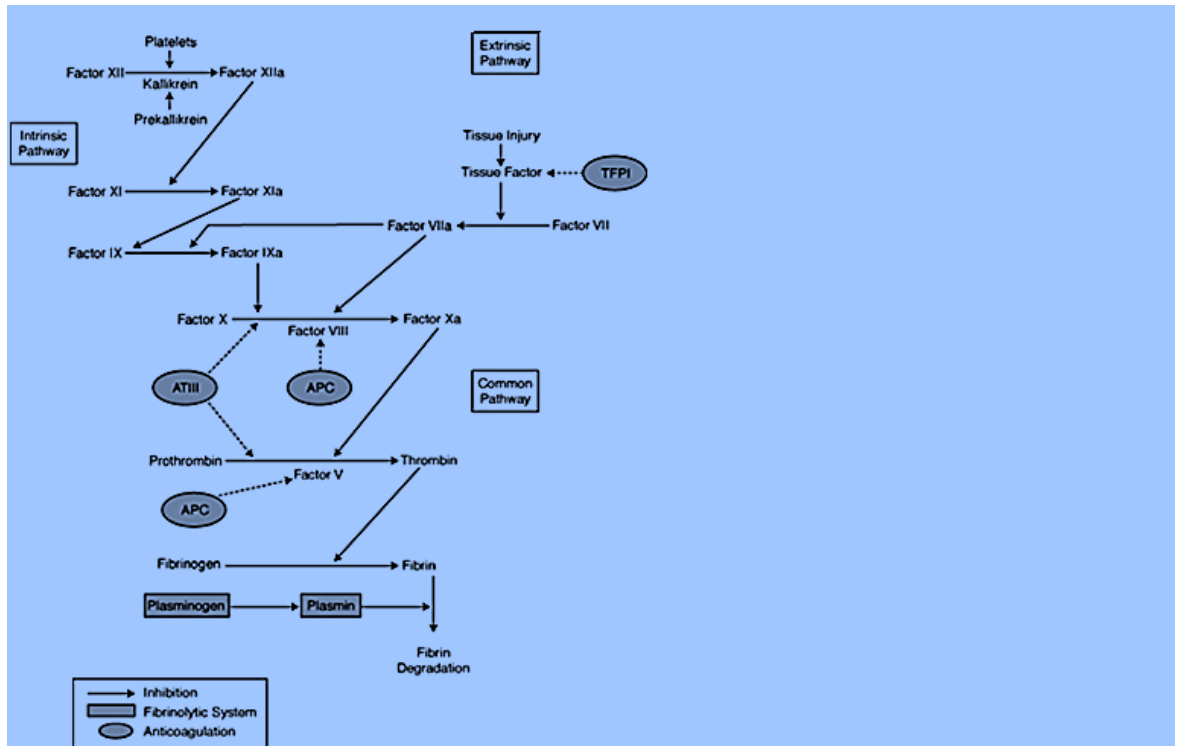 Platelets
Factor XII
Factor XIIa
Kallikrein
Prekallikrein
Extrinsic
Pathway
Intrinsic
Pathway
Tissue Injury
Tissue Factor
TFPI
Factor XI
Factor XIa
Factor VIIa
Factor VII
Factor IX
Factor IXa
Factor X
Factor VIII
Factor Xa
ATIII
APC
Common
Pathway
Prothrombin
Factor V
Thrombin
APC
Fibrinogen
Fibrin
Plasminogen
Plasmin
Fibrin
Degradation
Inhibition
Fibrinolytic System
Anticoagulation